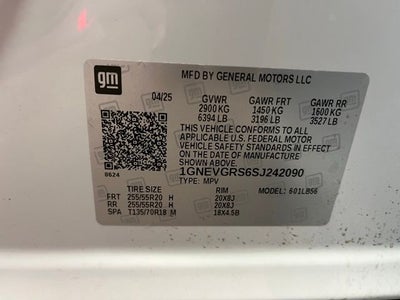 gm
MFD BY GENERAL MOTORS LLC
04/25 GVWR GAWR FRT GAWR RR
2900 KG 1450 KG 1600 KG
6394 LB 3196 LB 3527 LB
THIS VEHICLE CONFORMS TO ALL
APPLICABLE U.S. FEDERAL MOTOR
VEHICLE SAFETY STANDARDS IN
EFFECT ON THE DATE OF
MANUFACTURE SHOWN ABOVE.
0624 1GNEVGRS6SJ242090
TYPE: MPV MODEL: 601LB56
TIRE SIZE RIM
FRT 255/55R20 H 20X8J
RR 255/55R20 H 20X8J
SPA T135/70R18 M 18X4.5B